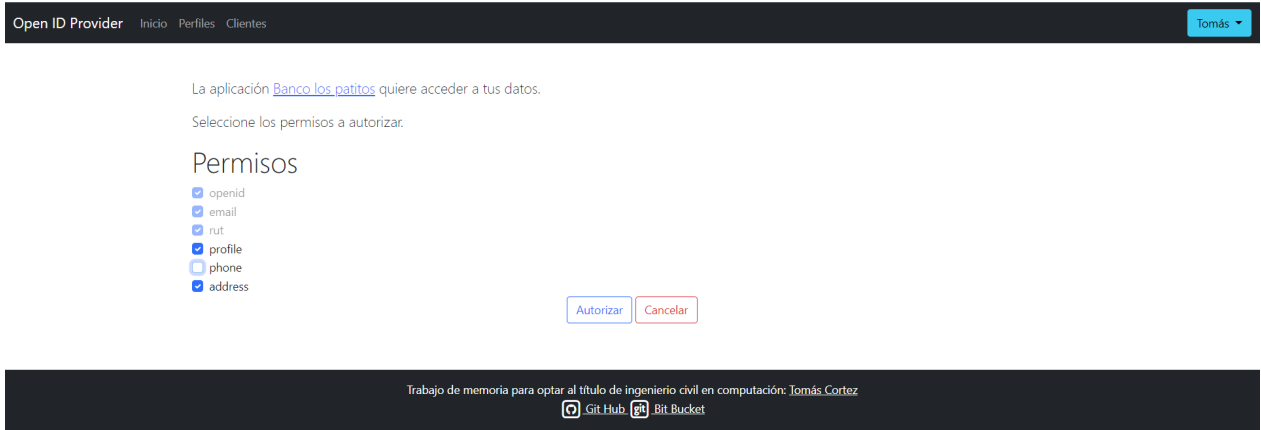 Open ID Provider Inicio Perfiles Clientes Tomás
La aplicación Banco los patitos quiere acceder a tus datos.
Seleccione los permisos a autorizar.
Permisos
openid
email
rut
profile
phone
address
Autorizar Cancelar
Trabajo de memoria para optar al título de ingenierio civil en computación: Tomás Cortez
Git Hub git Bit Bucket